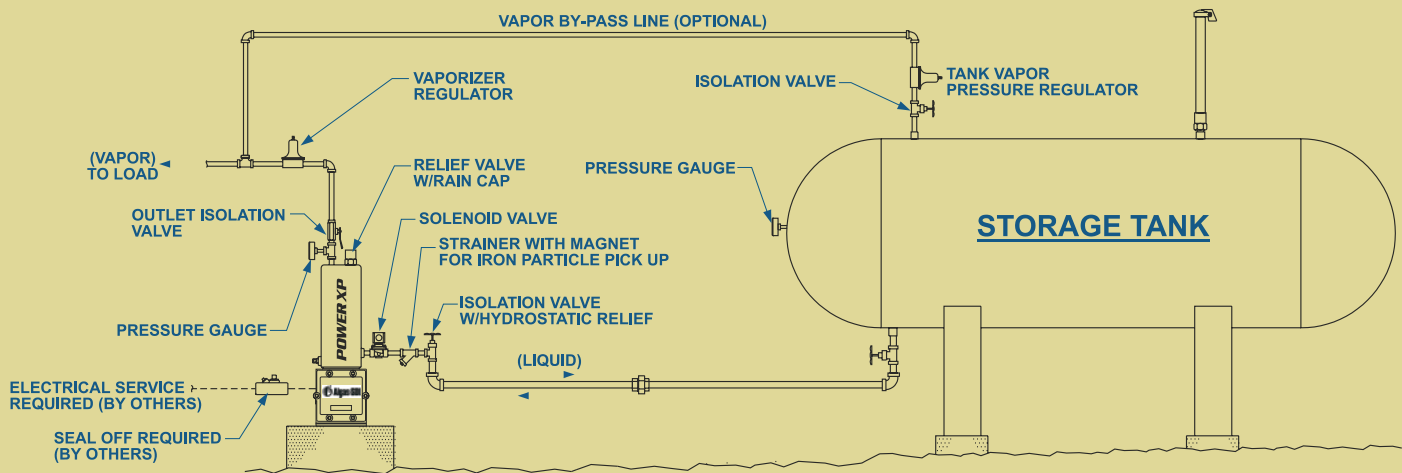 VAPOR BY-PASS LINE (OPTIONAL)
VAPORIZER
REGULATOR
ISOLATION VALVE
TANK VAPOR
PRESSURE REGULATOR
(VAPOR)
TO LOAD
RELIEF VALVE
W/RAIN CAP
PRESSURE GAUGE
OUTLET ISOLATION
VALVE
SOLENOID VALVE
STORAGE TANK
STRAINER WITH MAGNET
FOR IRON PARTICLE PICK UP
ISOLATION VALVE
W/HYDROSTATIC RELIEF
PRESSURE GAUGE
POWER XP
(LIQUID)
ELECTRICAL SERVICE
REQUIRED (BY OTHERS)
SEAL OFF REQUIRED
(BY OTHERS)